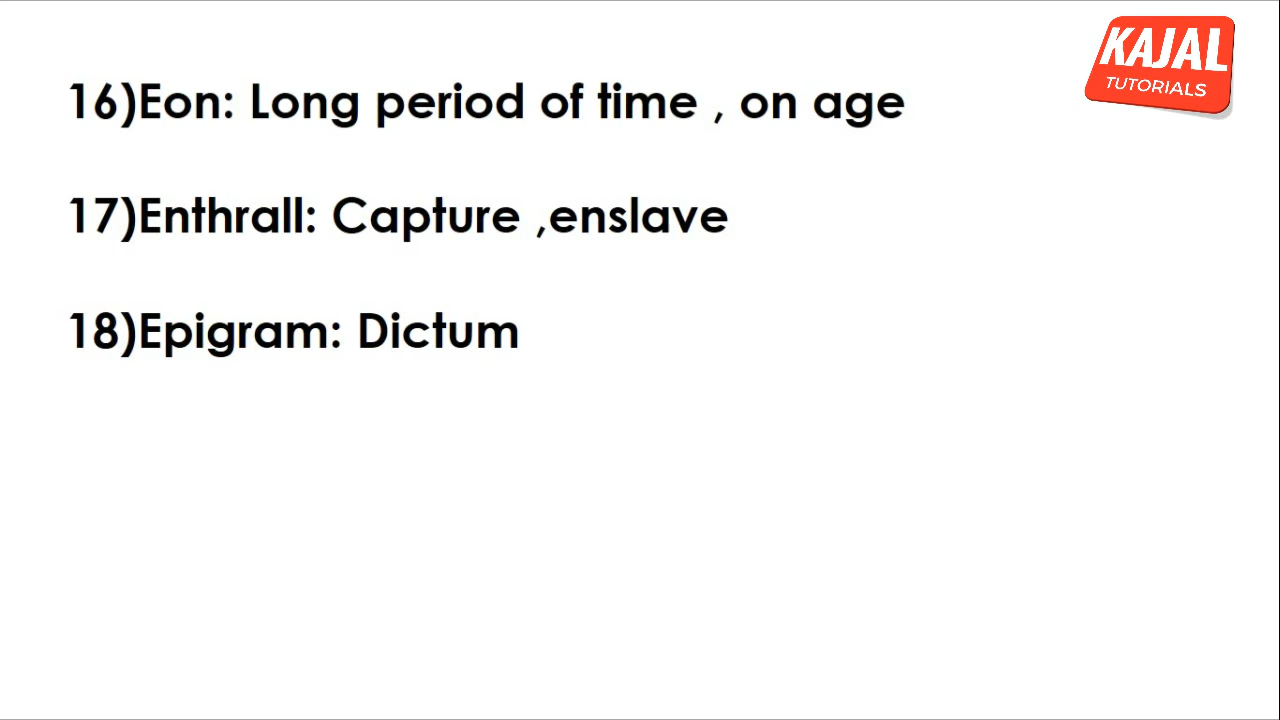 KAJAL
TUTORIALS
16)Eon: Long period of time , on age
17)Enthrall: Capture ,enslave
18)Epigram: Dictum